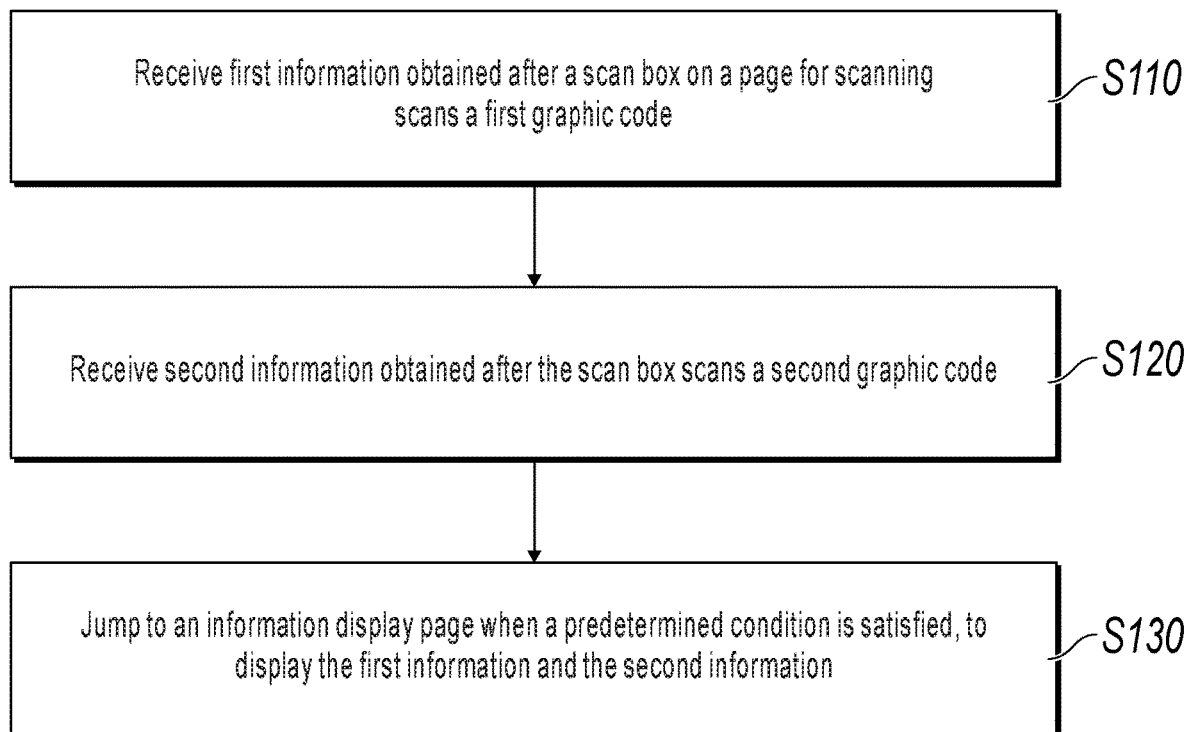 Receive first information obtained after a scan box on a page for scanning
scans a first graphic code
S110
Receive second information obtained after the scan box scans a second graphic code
S120
Jump to an information display page when a predetermined condition is satisfied, to
display the first information and the second information
S130